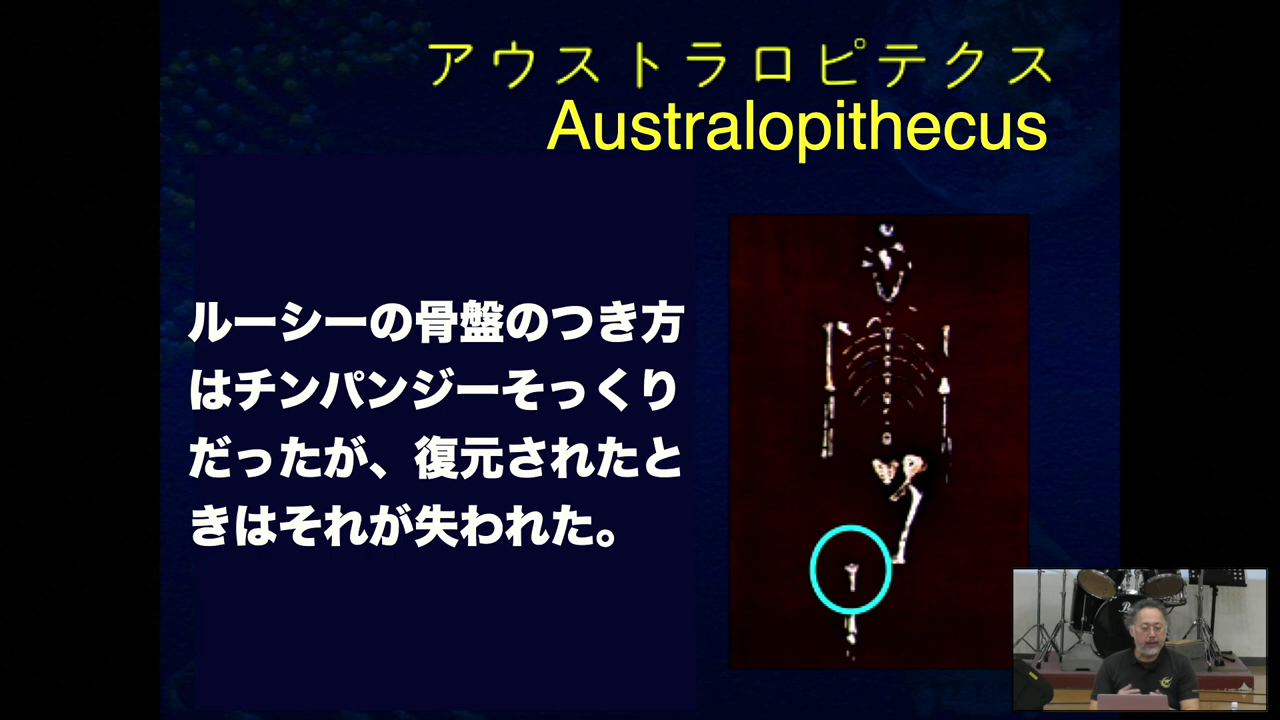 アウストラロピテクス
Australopithecus
ルーシーの骨盤のつき方
はチンパンジーそっくり
だったが、復元されたと
きはそれが失われた。